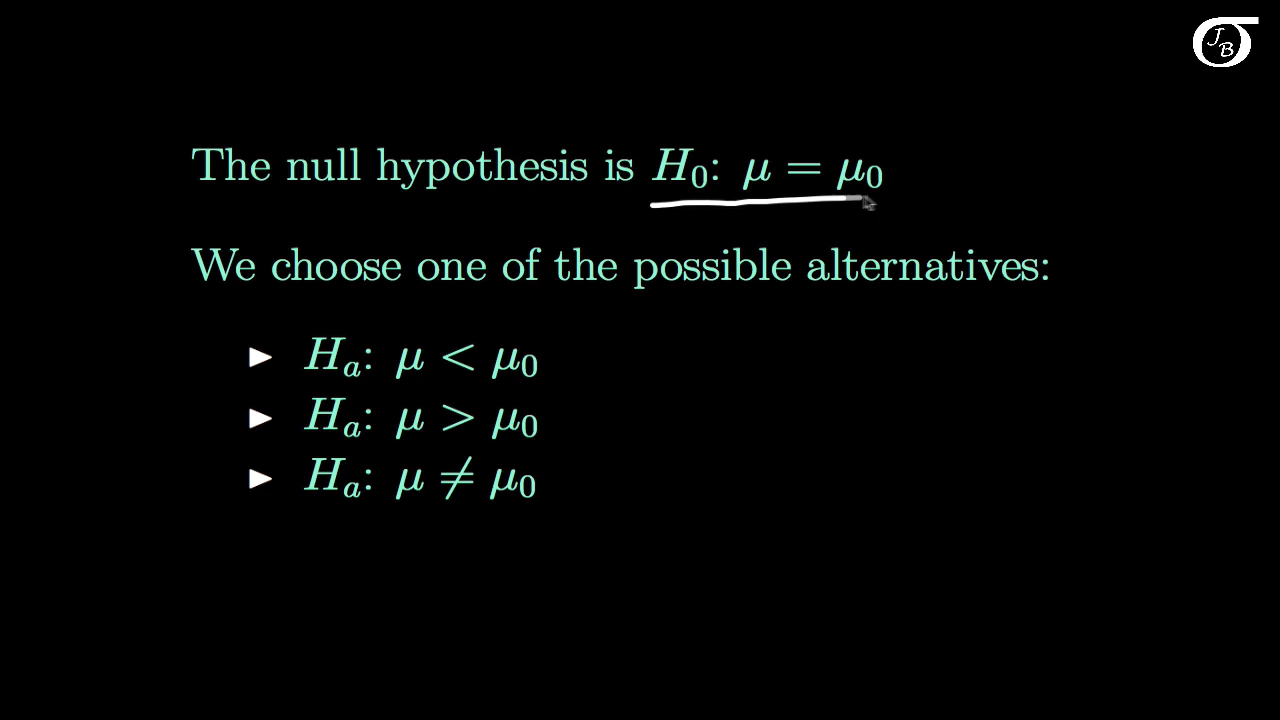 JB
The null hypothesis is H₀: μ = μ₀
We choose one of the possible alternatives:
► Hₐ: μ < μ₀
► Hₐ: μ > μ₀
► Hₐ: μ ≠ μ₀